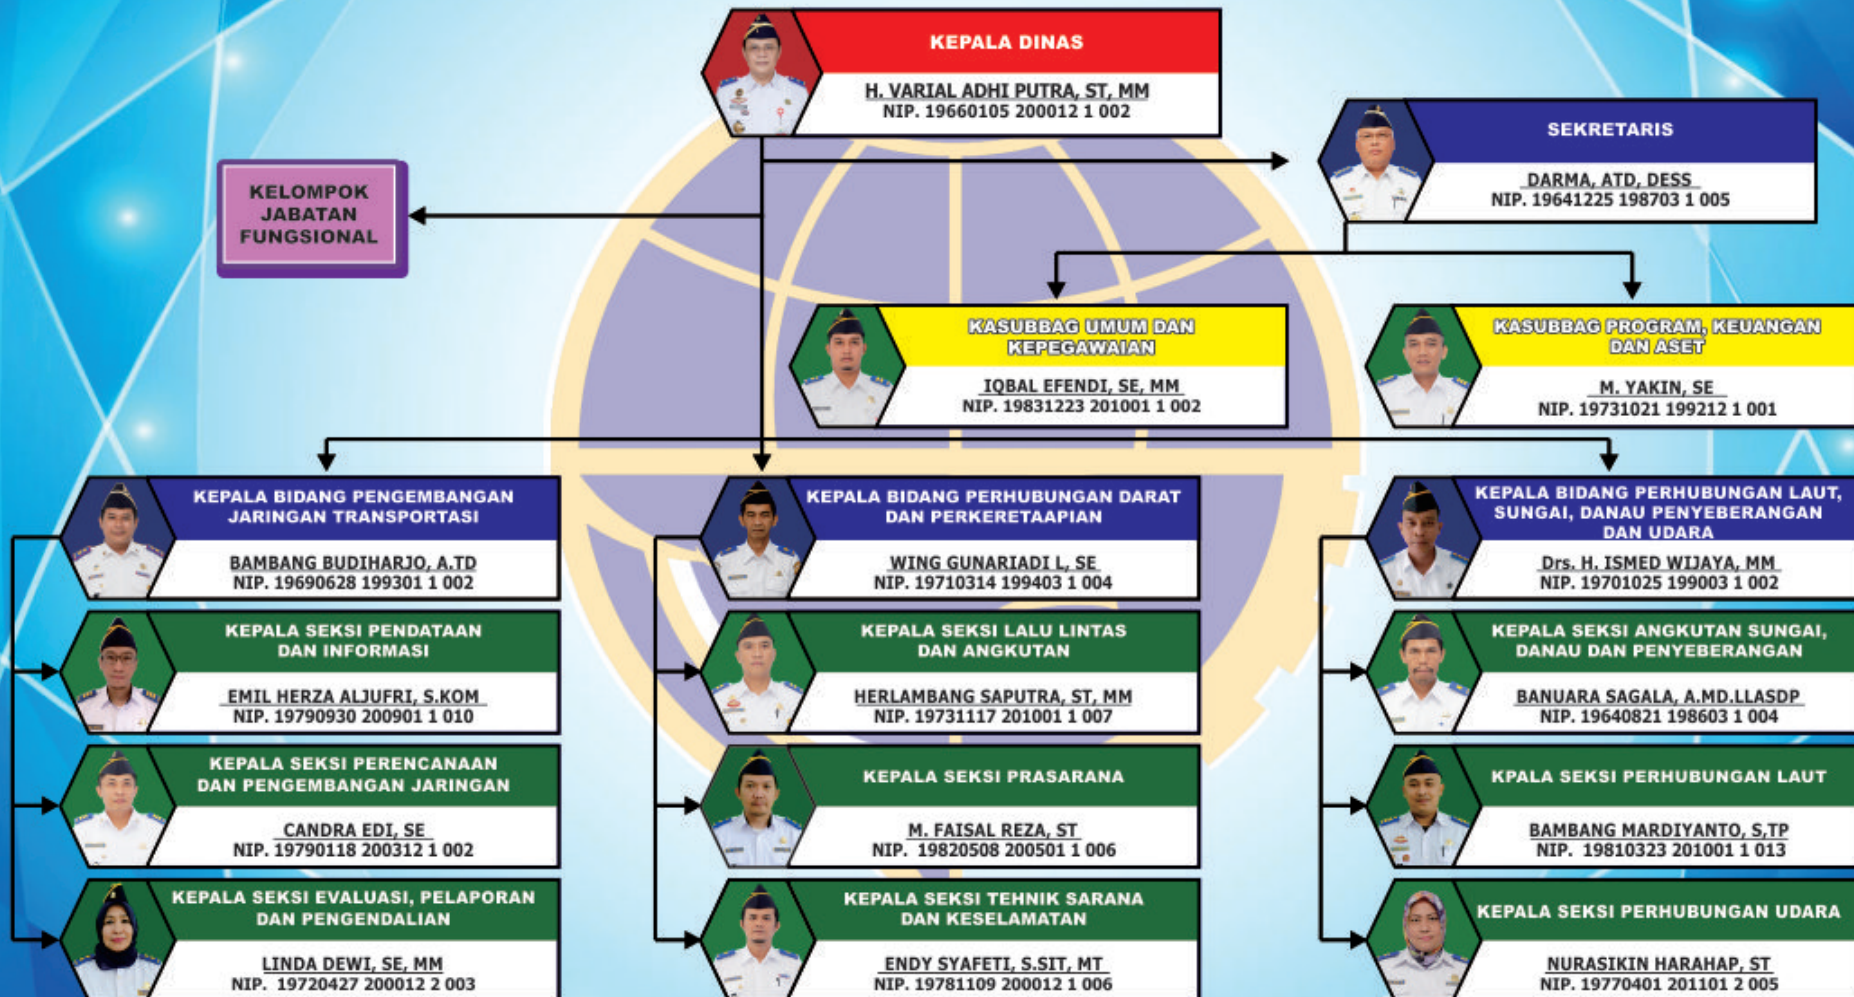 KEPALA DINAS
H. VARIAL ADHI PUTRA, ST, MM
NIP. 19660105 200012 1 002
SEKRETARIS
DARMA, ATD, DESS
NIP. 19641225 198703 1 005
KELOMPOK
JABATAN
FUNGSIONAL
KASUBBAG UMUM DAN
KEPEGAWAIAN
IQBAL EFENDI, SE, MM
NIP. 19831223 201001 1 002
KASUBBAG PROGRAM, KEUANGAN
DAN ASET
M. YAKIN, SE
NIP. 19731021 199212 1 001
KEPALA BIDANG PENGEMBANGAN
JARINGAN TRANSPORTASI
BAMBANG BUDIHARJO, A.TD
NIP. 19690628 199301 1 002
KEPALA SEKSI PENDATAAN
DAN INFORMASI
EMIL HERZA ALJUFRI, S.KOM
NIP. 19790930 200901 1 010
KEPALA SEKSI PERENCANAAN
DAN PENGEMBANGAN JARINGAN
CANDRA EDI, SE
NIP. 19790118 200312 1 002
KEPALA SEKSI EVALUASI, PELAPORAN
DAN PENGENDALIAN
LINDA DEWI, SE, MM
NIP. 19720427 200012 2 003
KEPALA BIDANG PERHUBUNGAN DARAT
DAN PERKERETAAPIAN
WING GUNARIADI L, SE
NIP. 19710314 199403 1 004
KEPALA SEKSI LALU LINTAS
DAN ANGKUTAN
HERLAMBANG SAPUTRA, ST, MM
NIP. 19731117 201001 1 007
KEPALA SEKSI PRASARANA
M. FAISAL REZA, ST
NIP. 19820508 200501 1 006
KEPALA SEKSI TEHNIK SARANA
DAN KESELAMATAN
ENDY SYAFETI, S.SIT, MT
NIP. 19781109 200012 1 006
KEPALA BIDANG PERHUBUNGAN LAUT,
SUNGAI, DANAU PENYEBERANGAN
DAN UDARA
Drs. H. ISMED WIJAYA, MM
NIP. 19701025 199003 1 002
KEPALA SEKSI ANGKUTAN SUNGAI,
DANAU DAN PENYEBERANGAN
BANUARA SAGALA, A.MD.LLASDP
NIP. 19640821 198603 1 004
KPALA SEKSI PERHUBUNGAN LAUT
BAMBANG MARDIYANTO, S,TP
NIP. 19810323 201001 1 013
KEPALA SEKSI PERHUBUNGAN UDARA
NURASIKIN HARAHAP, ST
NIP. 19770401 201101 2 005